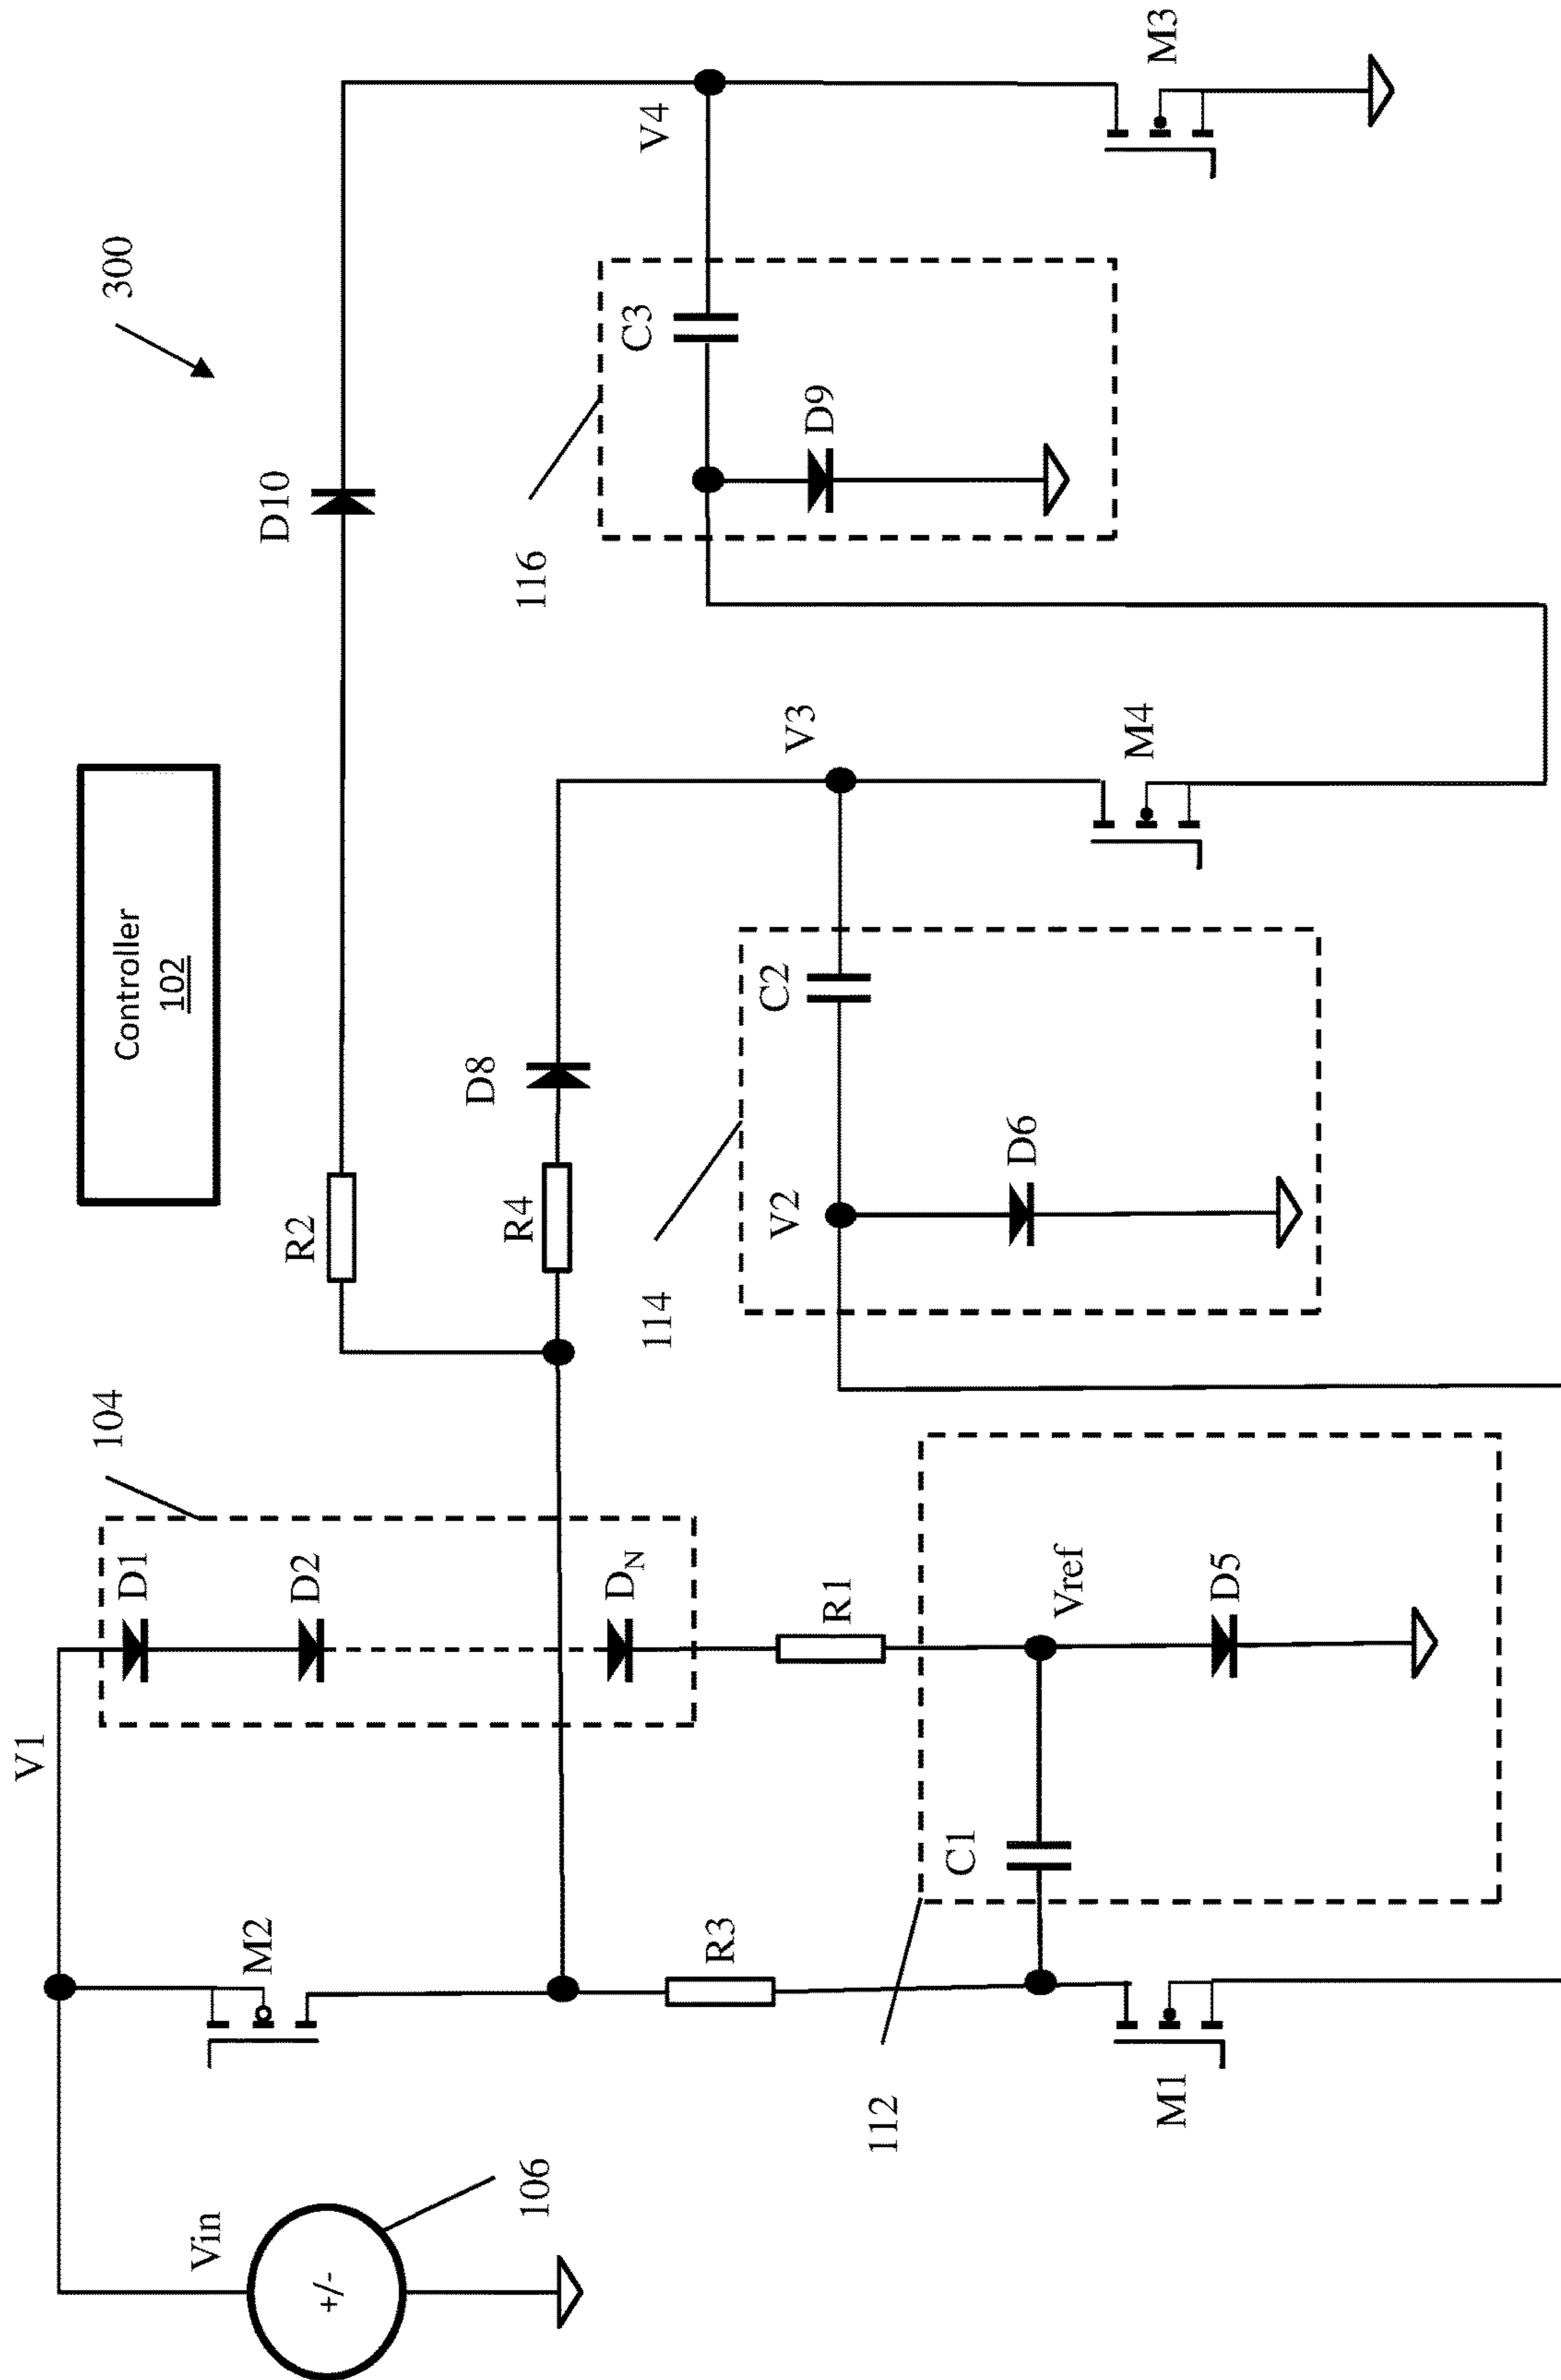 300
Controller
102
V1
Vin
+/-
106
M2
104
D1
D2
DN
R2
D10
R4
D8
R3
R1
C1
Vref
D5
112
M1
114
V2
D6
C2
V3
M4
116
C3
D9
V4
M3